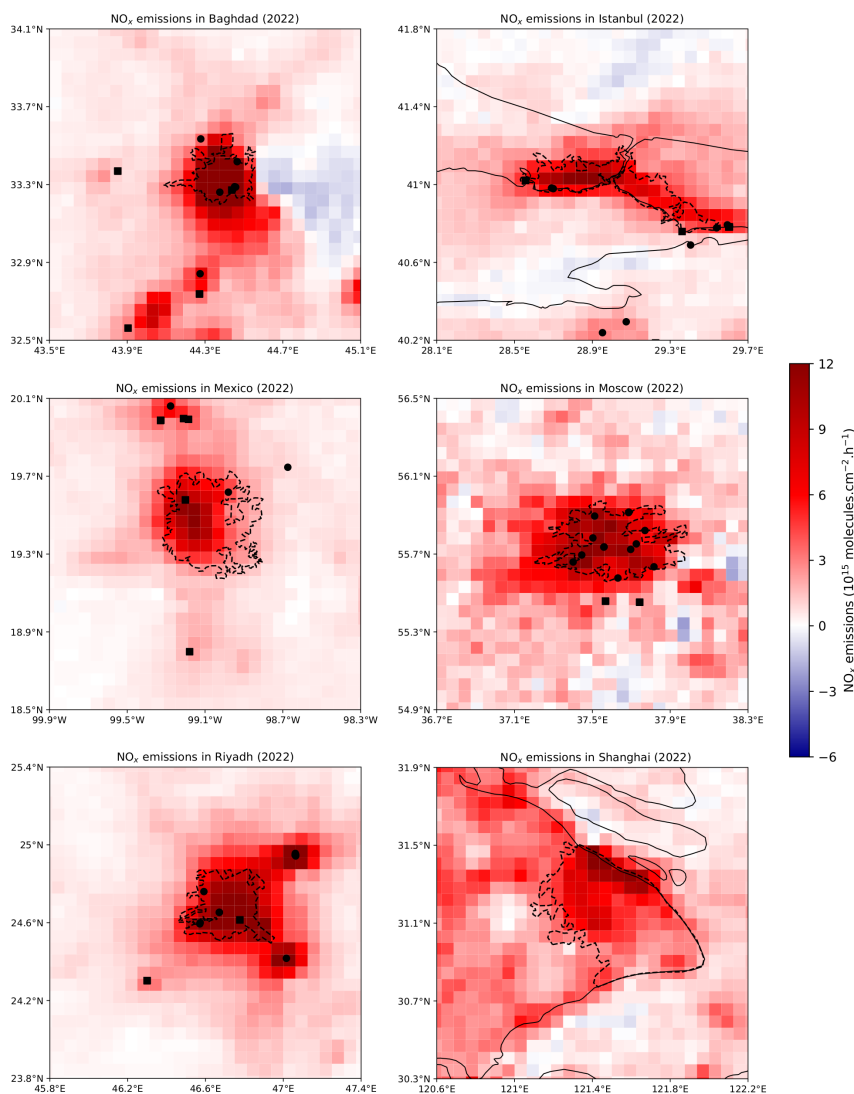 NOₓ emissions in Baghdad (2022)
34.1°N
33.7°N
33.3°N
32.9°N
32.5°N
43.5°E 43.9°E 44.3°E 44.7°E 45.1°E
NOₓ emissions in Istanbul (2022)
41.8°N
41.4°N
41°N
40.6°N
40.2°N
28.1°E 28.5°E 28.9°E 29.3°E 29.7°E
NOₓ emissions in Mexico (2022)
20.1°N
19.7°N
19.3°N
18.9°N
18.5°N
99.9°W 99.5°W 99.1°W 98.7°W 98.3°W
NOₓ emissions in Moscow (2022)
56.5°N
56.1°N
55.7°N
55.3°N
54.9°N
36.7°E 37.1°E 37.5°E 37.9°E 38.3°E
NOₓ emissions in Riyadh (2022)
25.4°N
25°N
24.6°N
24.2°N
23.8°N
45.8°E 46.2°E 46.6°E 47°E 47.4°E
NOₓ emissions in Shanghai (2022)
31.9°N
31.5°N
31.1°N
30.7°N
30.3°N
120.6°E 121°E 121.4°E 121.8°E 122.2°E
12
9
6
3
0
−3
−6
NOₓ emissions (10¹⁵ molecules.cm⁻².h⁻¹)